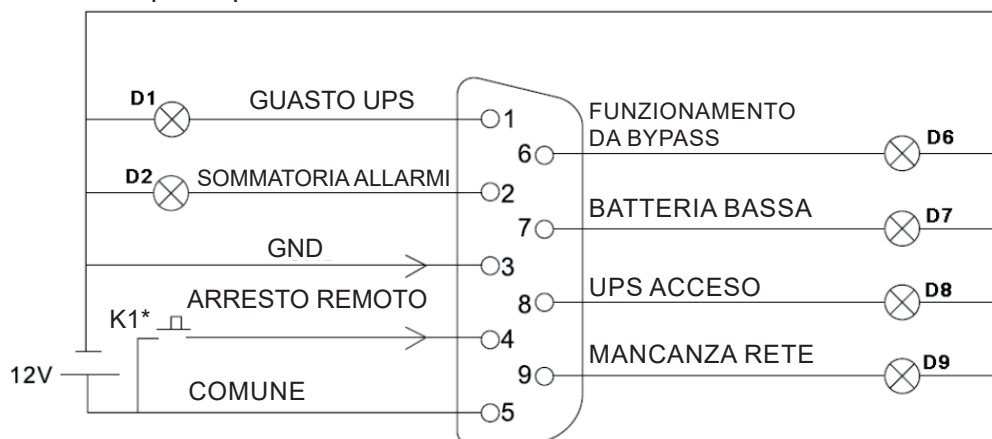 D1 GUASTO UPS
1
FUNZIONAMENTO
DA BYPASS
6
D6
D2 SOMMATORIA ALLARMI
2
BATTERIA BASSA
7
D7
GND
3
UPS ACCESO
8
D8
ARRESTO REMOTO
K1*
4
MANCANZA RETE
9
D9
12V
COMUNE
5